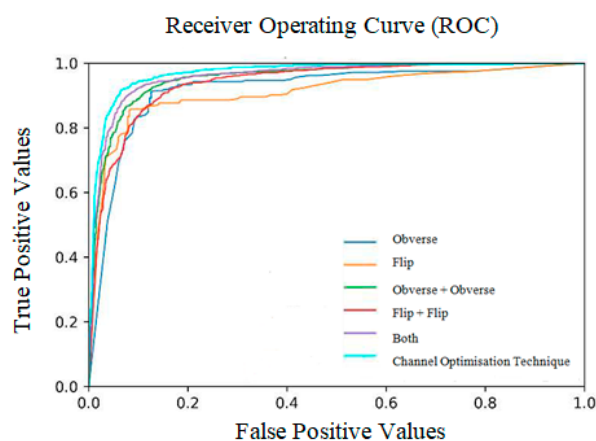 Receiver Operating Curve (ROC)
1.0
0.8
0.6
0.4
0.2
0.0
True Positive Values
Obverse
Flip
Obverse + Obverse
Flip + Flip
Both
Channel Optimisation Technique
0.0 0.2 0.4 0.6 0.8 1.0
False Positive Values